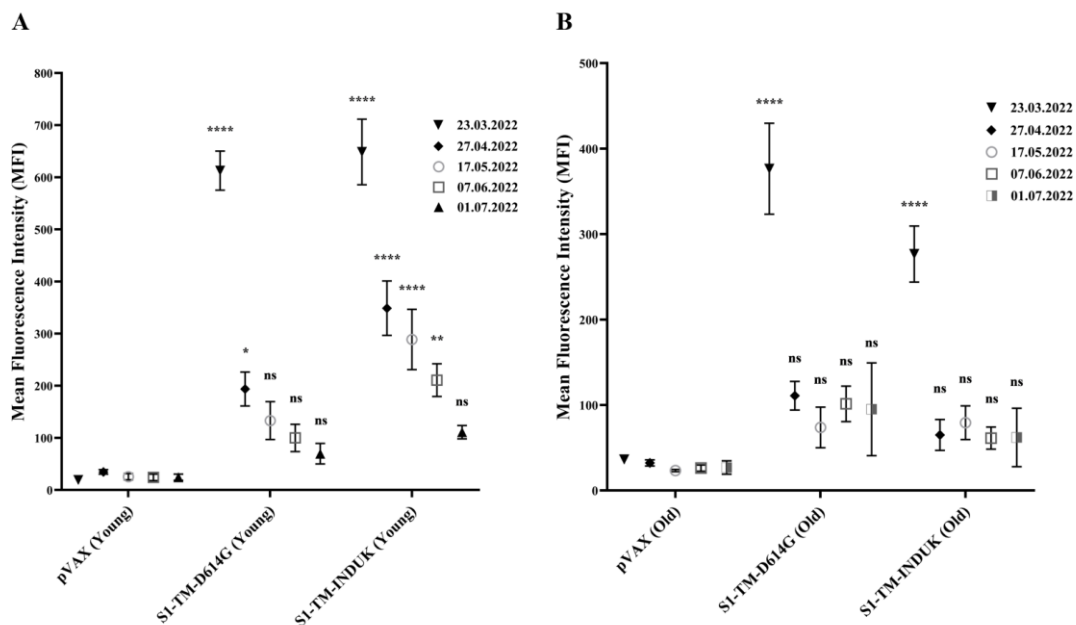 A
Mean Fluorescence Intensity (MFI)
800
700
600
500
400
300
200
100
0
****
****
****
****
*
ns
**
ns
ns
23.03.2022
27.04.2022
17.05.2022
07.06.2022
01.07.2022
pVAX (Young)
S1-TM-D614G (Young)
S1-TM-INDUK (Young)
B
Mean Fluorescence Intensity (MFI)
500
400
300
200
100
0
****
****
ns
ns
ns
ns
ns
ns
ns
ns
23.03.2022
27.04.2022
17.05.2022
07.06.2022
01.07.2022
pVAX (Old)
S1-TM-D614G (Old)
S1-TM-INDUK (Old)